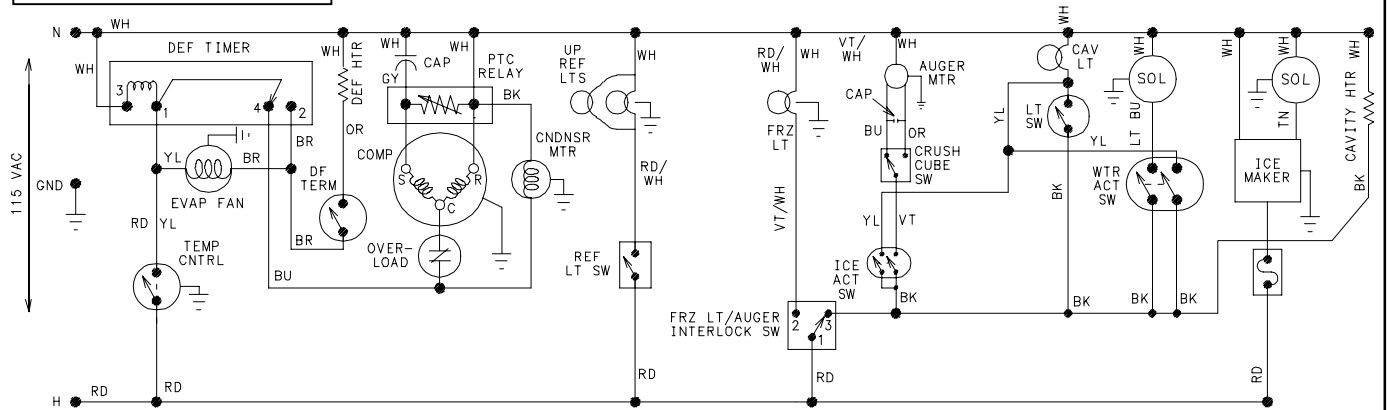 N
WH
DEF TIMER
WH
3
1
4
2
YL
BR
BR
EVAP FAN
RD
YL
TEMP
CNTRL
BU
BR
WH
DEF HTR
OR
DF
TERM
WH
CAP
GY
WH
PTC
RELAY
BK
COMP
S
R
C
CNDNSR
MTR
OVER-
LOAD
UP
REF
LTS
WH
RD/
WH
REF
LT SW
RD
RD/
WH
WH
FRZ
LT
VT/WH
FRZ LT/AUGER
INTERLOCK SW
2
3
1
RD
VT/
WH
WH
AUGER
MTR
CAP
BU
OR
CRUSH
CUBE
SW
YL
VT
ICE
ACT
SW
BK
YL
WH
CAV
LT
LT
SW
YL
BK
BK
WH
SOL
LT BU
WTR
ACT
SW
BK
BK
WH
WH
SOL
TN
ICE
MAKER
RD
WH
CAVITY HTR
BK
115 VAC
GND
H
RD
RD